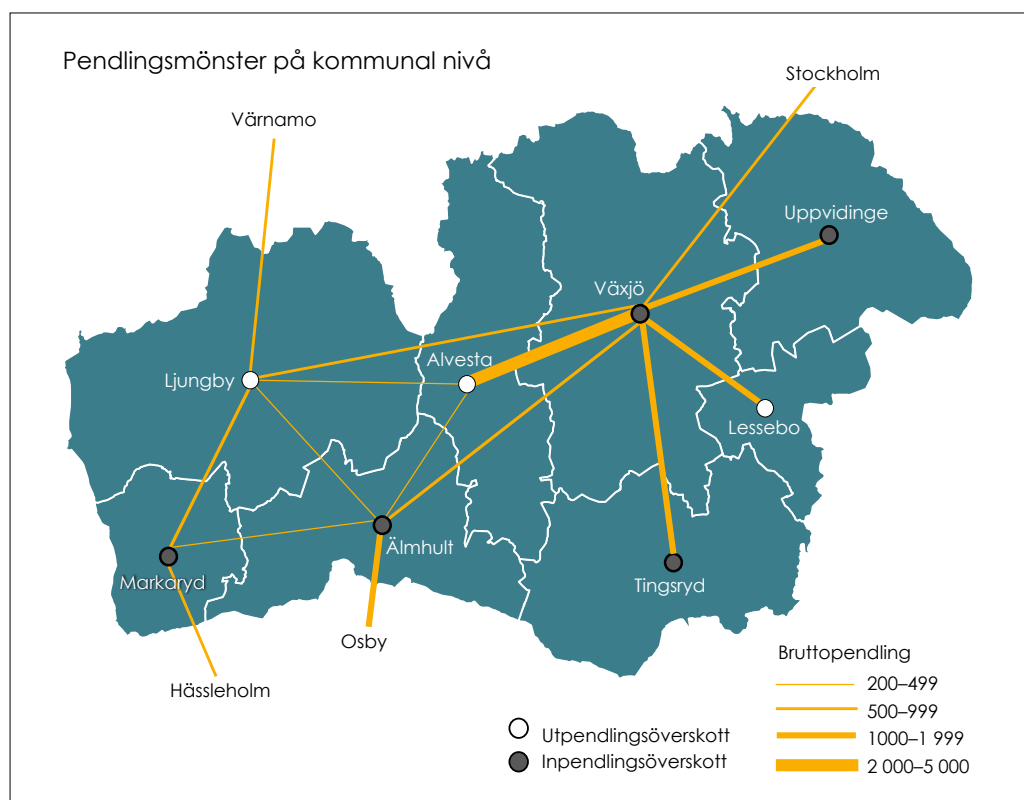 Pendlingsmönster på kommunal nivå
Stockholm
Värnamo
Uppvidinge
Växjö
Alvesta
Ljungby
Lessebo
Älmhult
Markaryd
Tingsryd
Osby
Hässleholm
Bruttopendling
200–499
500–999
1000–1 999
2 000–5 000
Utpendlingsöverskott
Inpendlingsöverskott